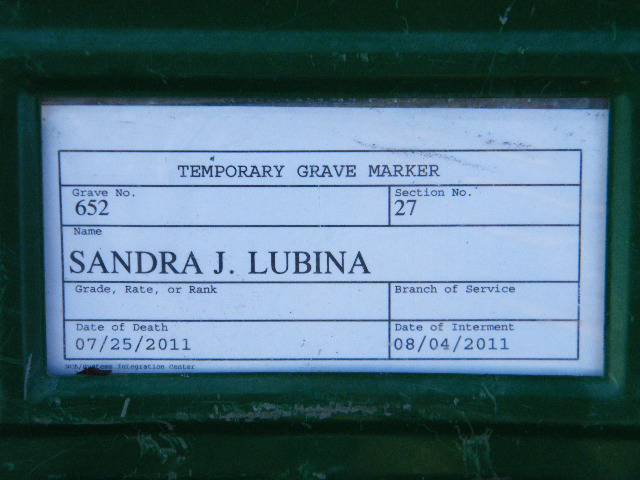 TEMPORARY GRAVE MARKER
Grave No. Section No.
652 27
Name
SANDRA J. LUBINA
Grade, Rate, or Rank Branch of Service
Date of Death Date of Interment
07/25/2011 08/04/2011
Systems Integration Center